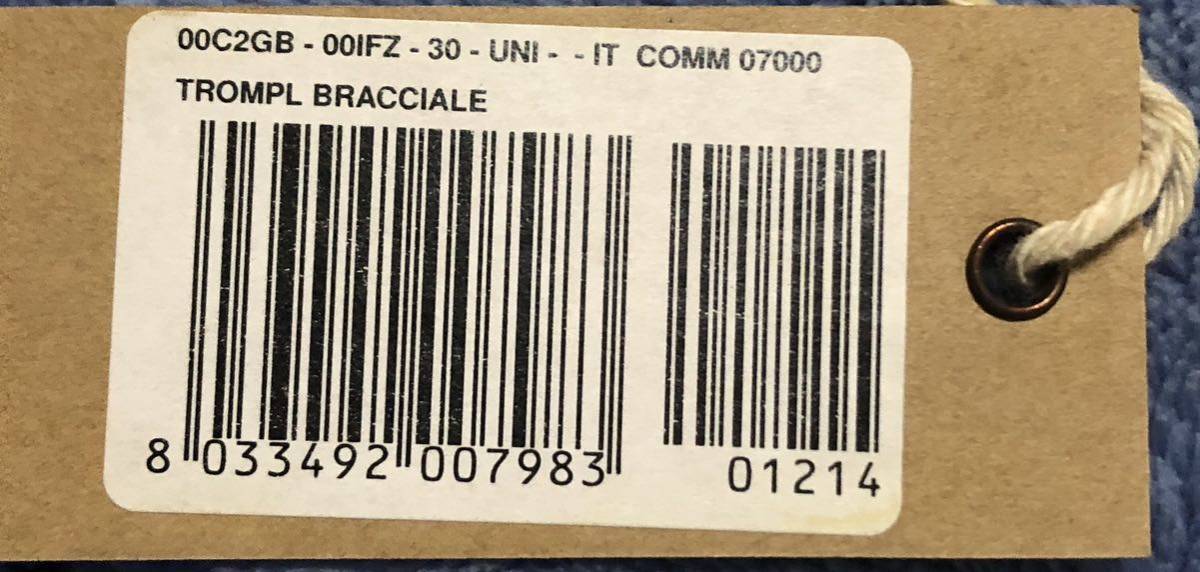 00C2GB - 00IFZ - 30 - UNI - - IT COMM 07000
TROMPL BRACCIALE
8 033492 007983 01214